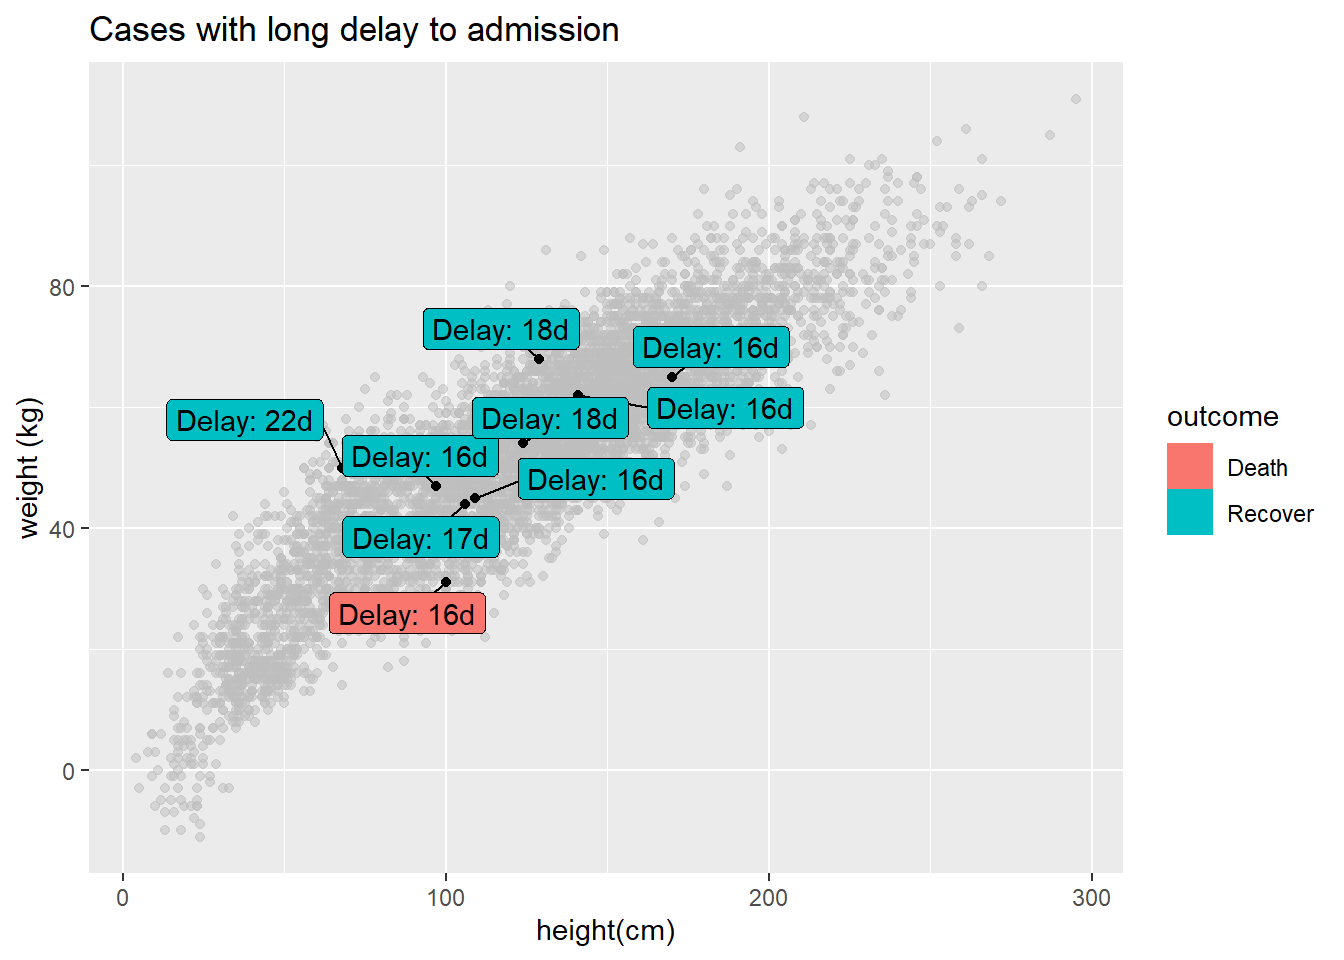 Cases with long delay to admission
weight (kg)
80
40
0
Delay: 18d
Delay: 16d
Delay: 16d
Delay: 22d
Delay: 18d
Delay: 16d
Delay: 16d
Delay: 17d
Delay: 16d
0
100
200
300
height(cm)
outcome
Death
Recover